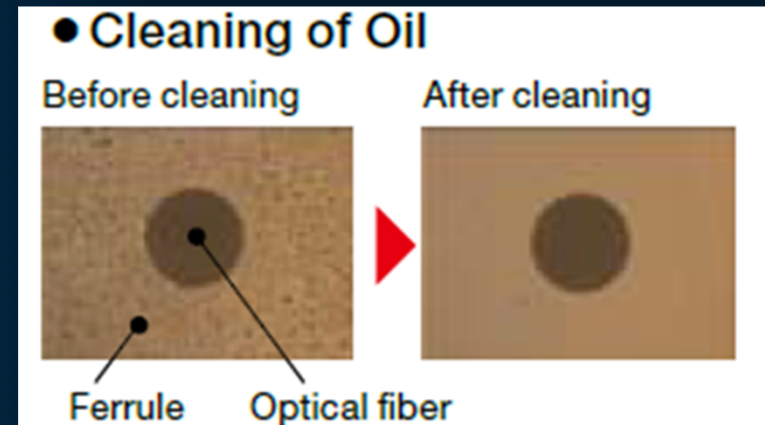 ● Cleaning of Oil
Before cleaning
After cleaning
Ferrule
Optical fiber